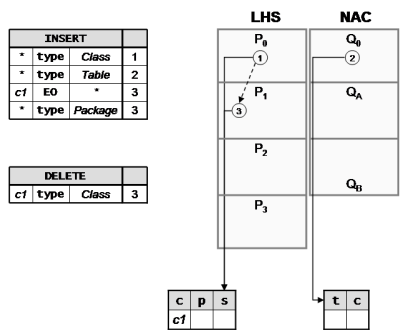 LHS NAC
INSERT
* type Class 1
* type Table 2
c1 EO * 3
* type Package 3
DELETE
c1 type Class 3
P0 Q0
1 2
P1 QA
3
P2 QB
P3
c p s
c1
t c